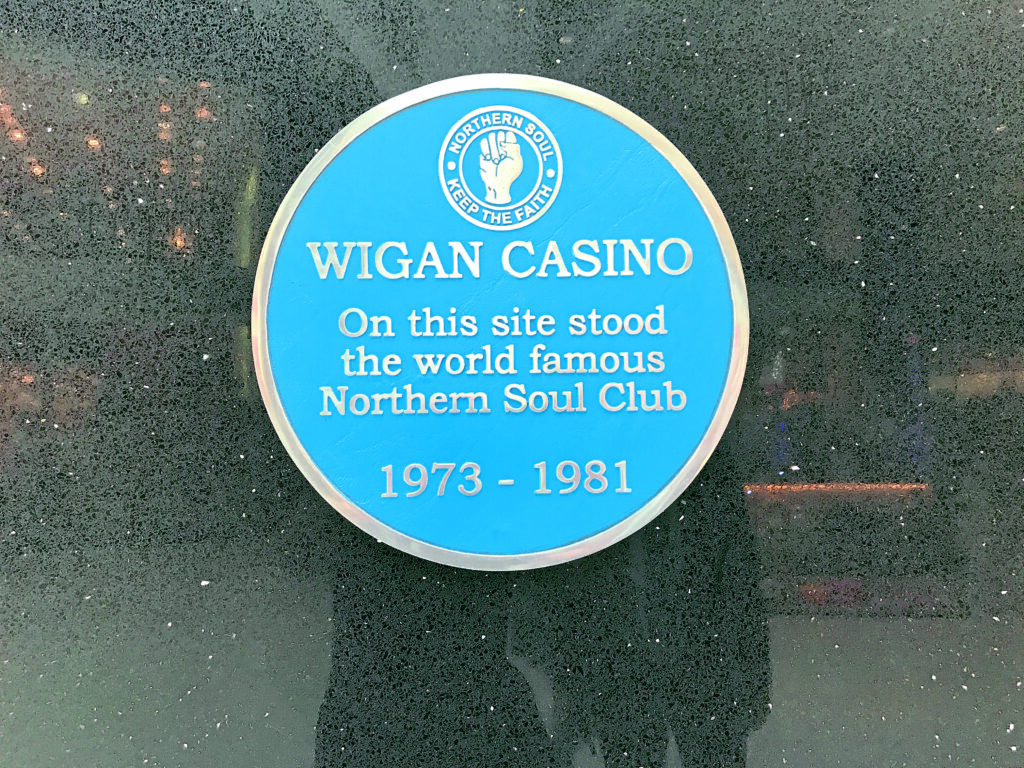 NORTHERN SOUL
KEEP THE FAITH
WIGAN CASINO
On this site stood
the world famous
Northern Soul Club
1973 - 1981